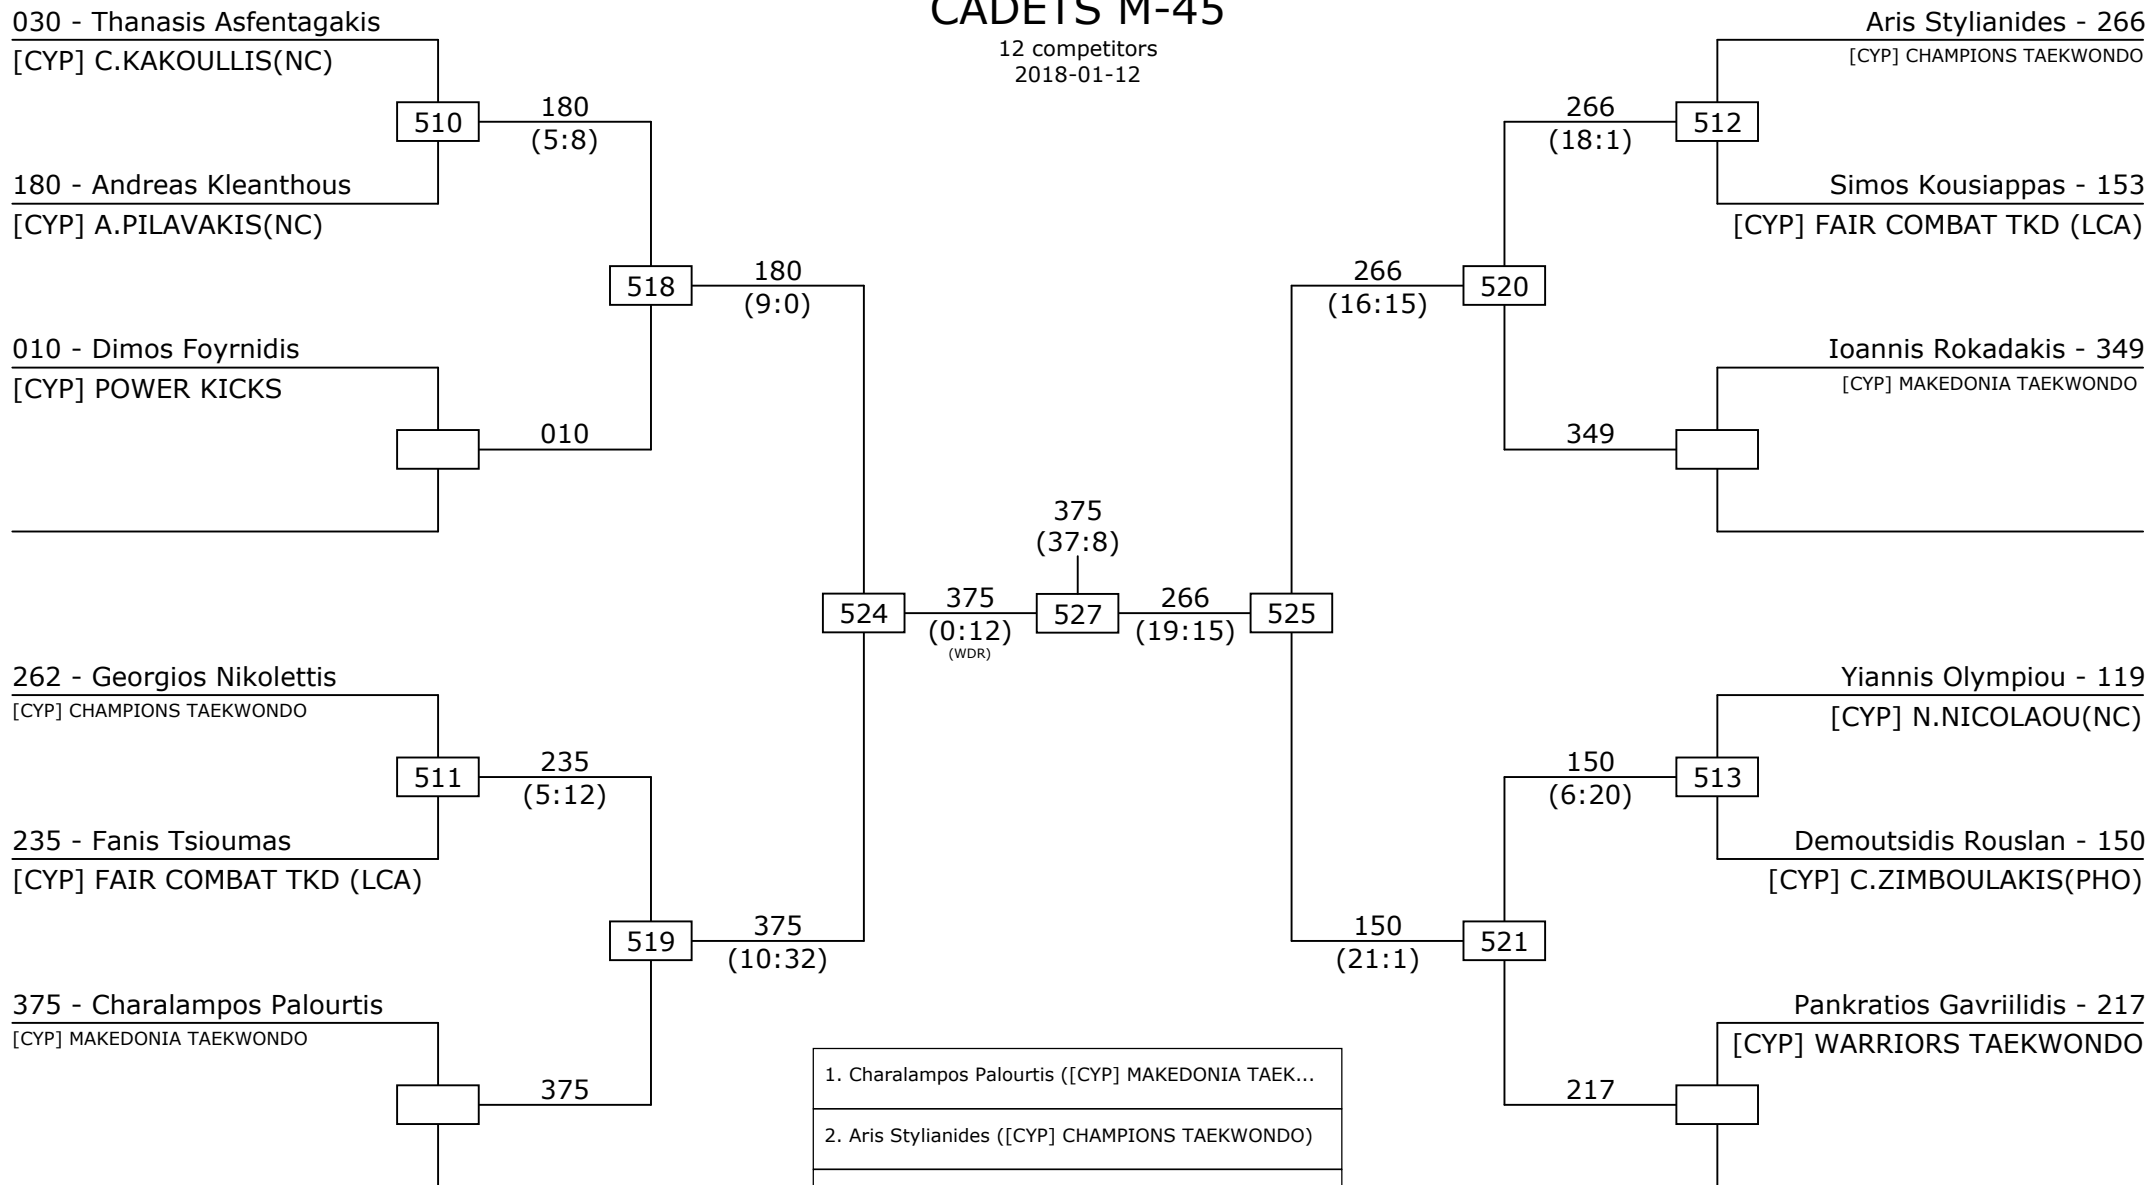 CADETS M-45
12 competitors
2018-01-12
030 - Thanasis Asfentagakis
[CYP] C.KAKOULLIS(NC)
510
180
(5:8)
180 - Andreas Kleanthous
[CYP] A.PILAVAKIS(NC)
518
180
(9:0)
010 - Dimos Foyrnidis
[CYP] POWER KICKS
010
262 - Georgios Nikolettis
[CYP] CHAMPIONS TAEKWONDO
511
235
(5:12)
235 - Fanis Tsioumas
[CYP] FAIR COMBAT TKD (LCA)
519
375
(10:32)
375 - Charalampos Palourtis
[CYP] MAKEDONIA TAEKWONDO
375
524
375
(0:12)
(WDR)
375
(37:8)
527
266
(19:15)
525
Aris Stylianides - 266
[CYP] CHAMPIONS TAEKWONDO
266
(18:1)
512
Simos Kousiappas - 153
[CYP] FAIR COMBAT TKD (LCA)
266
(16:15)
520
Ioannis Rokadakis - 349
[CYP] MAKEDONIA TAEKWONDO
349
Yiannis Olympiou - 119
[CYP] N.NICOLAOU(NC)
150
(6:20)
513
Demoutsidis Rouslan - 150
[CYP] C.ZIMBOULAKIS(PHO)
150
(21:1)
521
Pankratios Gavriilidis - 217
[CYP] WARRIORS TAEKWONDO
217
1. Charalampos Palourtis ([CYP] MAKEDONIA TAEK...
2. Aris Stylianides ([CYP] CHAMPIONS TAEKWONDO)